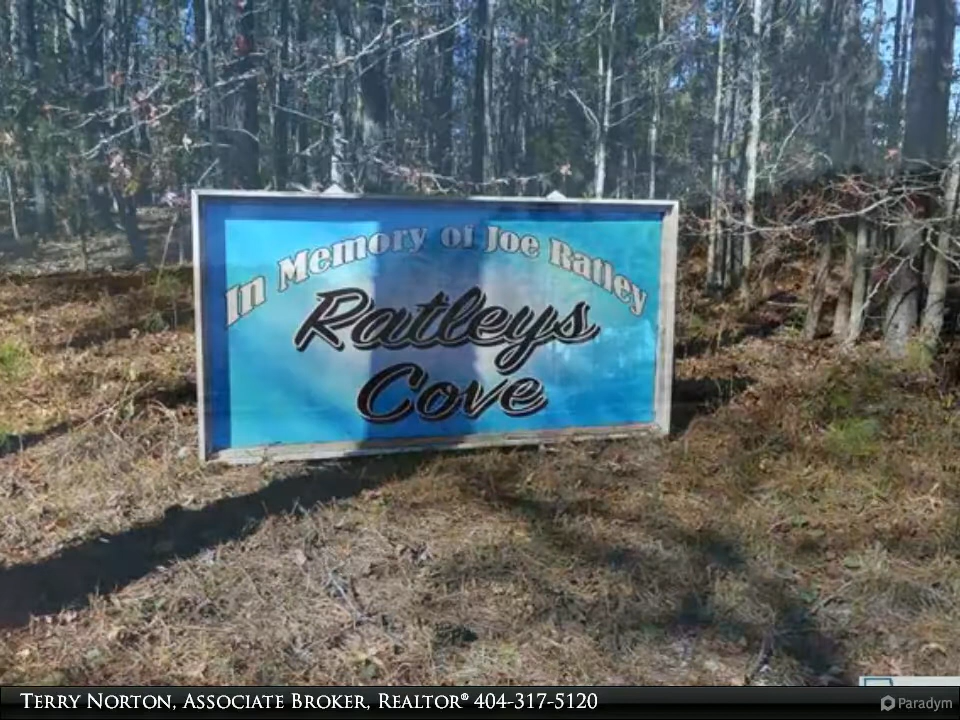 In Memory of Joe Ratley
Ratleys
Cove
Terry Norton, Associate Broker, Realtor® 404-317-5120
Paradym